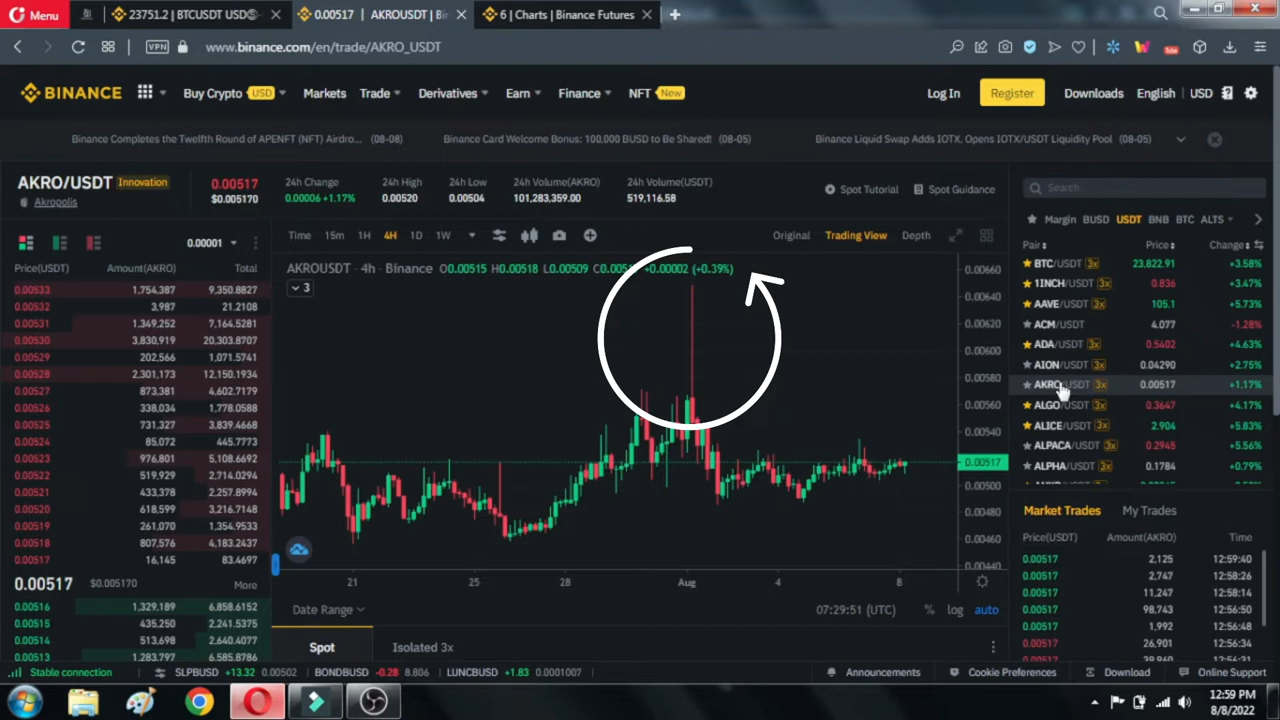 Menu
23751.2 | BTCUSDT USDⓈ-
0.00517 | AKROUSDT | Bin
6 | Charts | Binance Futures
VPN
www.binance.com/en/trade/AKRO_USDT
BINANCE
Buy Crypto USD
Markets
Trade
Derivatives
Earn
Finance
NFT New
Log In
Register
Downloads
English
USD
Binance Completes the Twelfth Round of APENFT (NFT) Airdro... (08-08)
Binance Card Welcome Bonus: 100,000 BUSD to Be Shared! (08-05)
Binance Liquid Swap Adds IOTX, Opens IOTX/USDT Liquidity Pool (08-05)
AKRO/USDT Innovation
Akropolis
0.00517
$0.005170
24h Change
0.00006 +1.17%
24h High
0.00520
24h Low
0.00504
24h Volume(AKRO)
101,283,359.00
24h Volume(USDT)
519,116.58
Spot Tutorial
Spot Guidance
0.00001
Price(USDT) Amount(AKRO) Total
0.00533 1,754,387 9,350.8827
0.00532 3,987 21.2108
0.00531 1,349,252 7,164.5281
0.00530 3,830,919 20,303.8707
0.00529 202,566 1,071.5741
0.00528 2,301,173 12,150.1934
0.00527 873,381 4,602.7179
0.00526 338,034 1,778.0588
0.00525 731,327 3,839.4668
0.00524 85,072 445.7773
0.00523 976,801 5,108.6692
0.00522 519,929 2,714.0294
0.00521 433,378 2,257.8994
0.00520 618,599 3,216.7148
0.00519 261,070 1,354.9533
0.00518 807,576 4,183.2437
0.00517 16,145 83.4697
0.00517 $0.005170 More
0.00516 1,329,189 6,858.6152
0.00515 435,250 2,241.5375
0.00514 513,698 2,640.4077
0.00513 1,283,797 6,585.8786
Time 15m 1H 4H 1D 1W
Original Trading View Depth
AKROUSDT · 4h · Binance O0.00515 H0.00518 L0.00509 +0.00002 (+0.39%)
3
0.00660
0.00640
0.00620
0.00600
0.00580
0.00560
0.00540
0.00517
0.00500
0.00480
0.00460
0.00440
21 25 28 Aug 4 8
Date Range
07:29:51 (UTC) % log auto
Spot
Isolated 3x
Search
Margin BUSD USDT BNB BTC ALTS
Pair Price Change
BTC/USDT 3x 23,822.91 +3.58%
1INCH/USDT 3x 0.836 +3.47%
AAVE/USDT 3x 105.1 +5.73%
ACM/USDT 4.077 -1.28%
ADA/USDT 3x 0.5402 +4.63%
AION/USDT 3x 0.04290 +2.75%
AKRO/USDT 3x 0.00517 +1.17%
ALGO/USDT 3x 0.3647 +4.17%
ALICE/USDT 3x 2.904 +5.83%
ALPACA/USDT 3x 0.2945 +5.56%
ALPHA/USDT 3x 0.1784 +0.79%
Market Trades
My Trades
Price(USDT) Amount(AKRO) Time
0.00517 2,125 12:59:40
0.00517 2,747 12:58:26
0.00517 11,247 12:58:14
0.00517 98,743 12:56:50
0.00517 1,992 12:56:48
0.00517 26,901 12:56:34
Stable connection
SLPBUSD +13.32 0.00502
BONDBUSD -0.28 8.806
LUNCBUSD +1.83 0.0001007
Announcements
Cookie Preferences
Download
Online Support
12:59 PM
8/8/2022